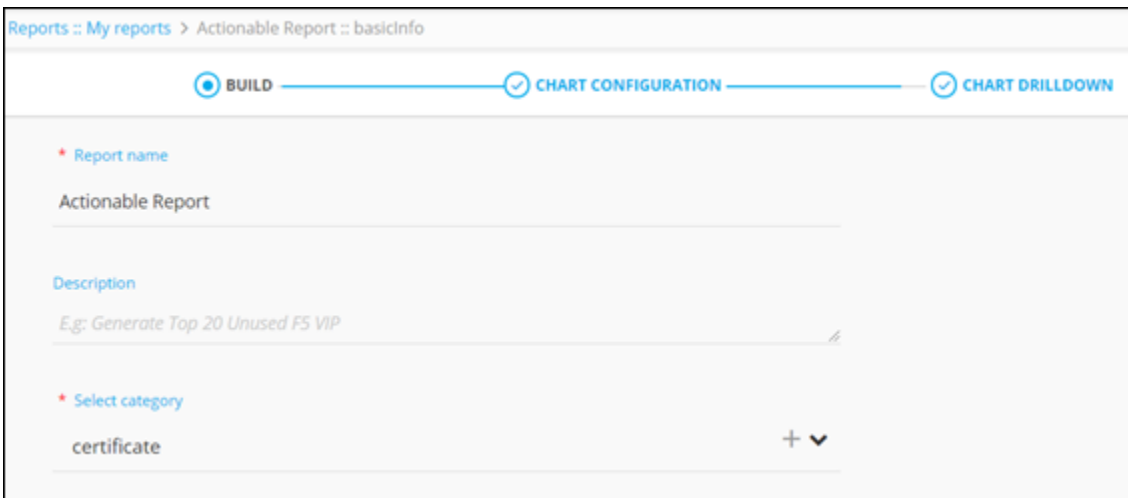 Reports :: My reports > Actionable Report :: basicInfo
BUILD CHART CONFIGURATION CHART DRILLDOWN
* Report name
Actionable Report
Description
E.g: Generate Top 20 Unused F5 VIP
* Select category
certificate +